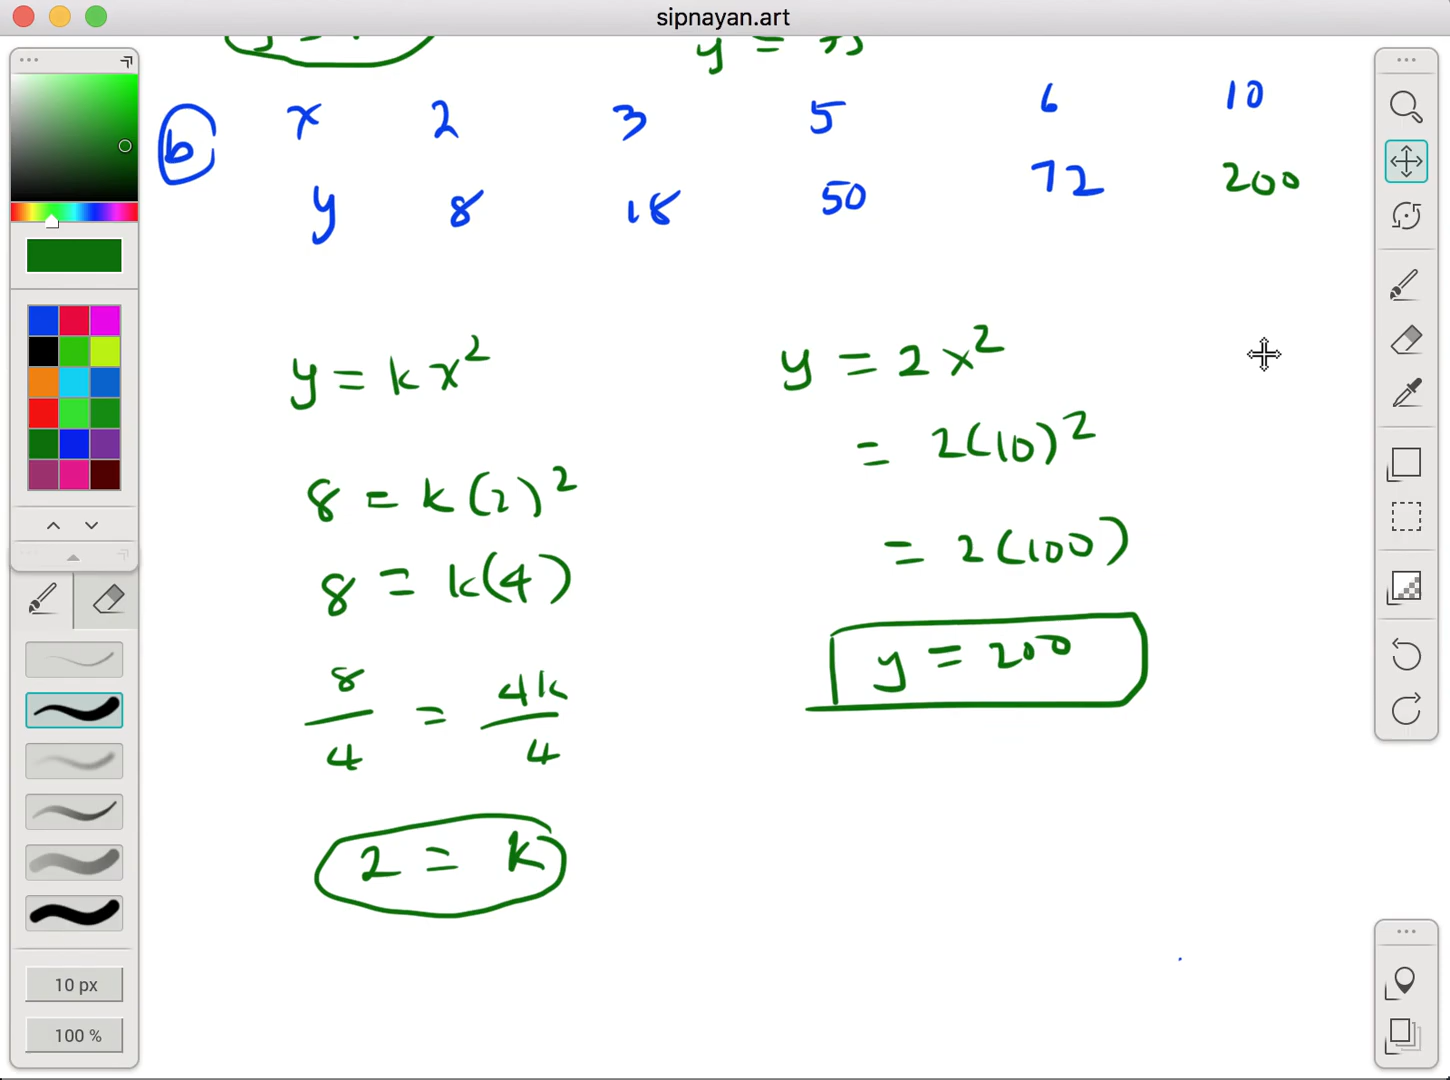 sipnayan.art
b x 2 3 5 6 10
y 8 18 50 72 200
y = kx²
y = 2x²
8 = k(2)²
= 2(10)²
8 = k(4)
= 2(100)
8/4 = 4k/4
y = 200
2 = k
10 px
100 %